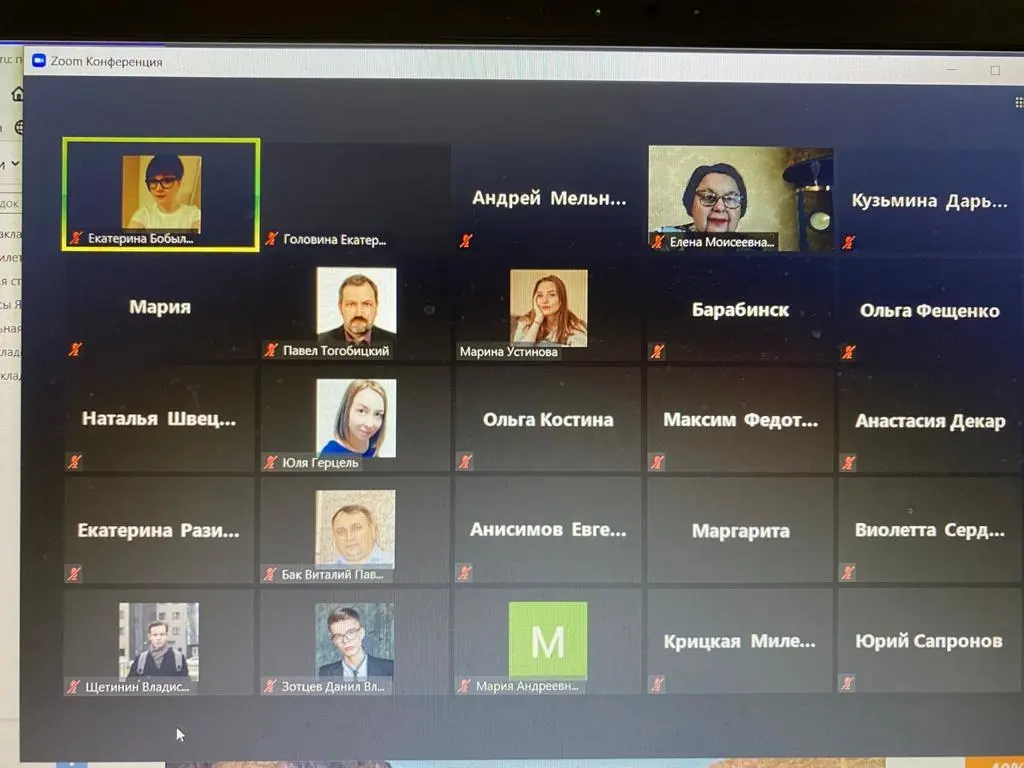 Zoom Конференция
Екатерина Бобыл...
Головина Екатер...
Андрей Мельн...
Елена Моисеевна...
Кузьмина Дарь...
Мария
Павел Тогобицкий
Марина Устинова
Барабинск
Ольга Фещенко
Наталья Швец...
Юля Герцель
Ольга Костина
Максим Федот...
Анастасия Декар
Екатерина Рази...
Бак Виталий Пав...
Анисимов Евге...
Маргарита
Виолетта Серд...
Щетинин Владис...
Зотцев Данил Вл...
M
Мария Андреевн...
Крицкая Миле...
Юрий Сапронов